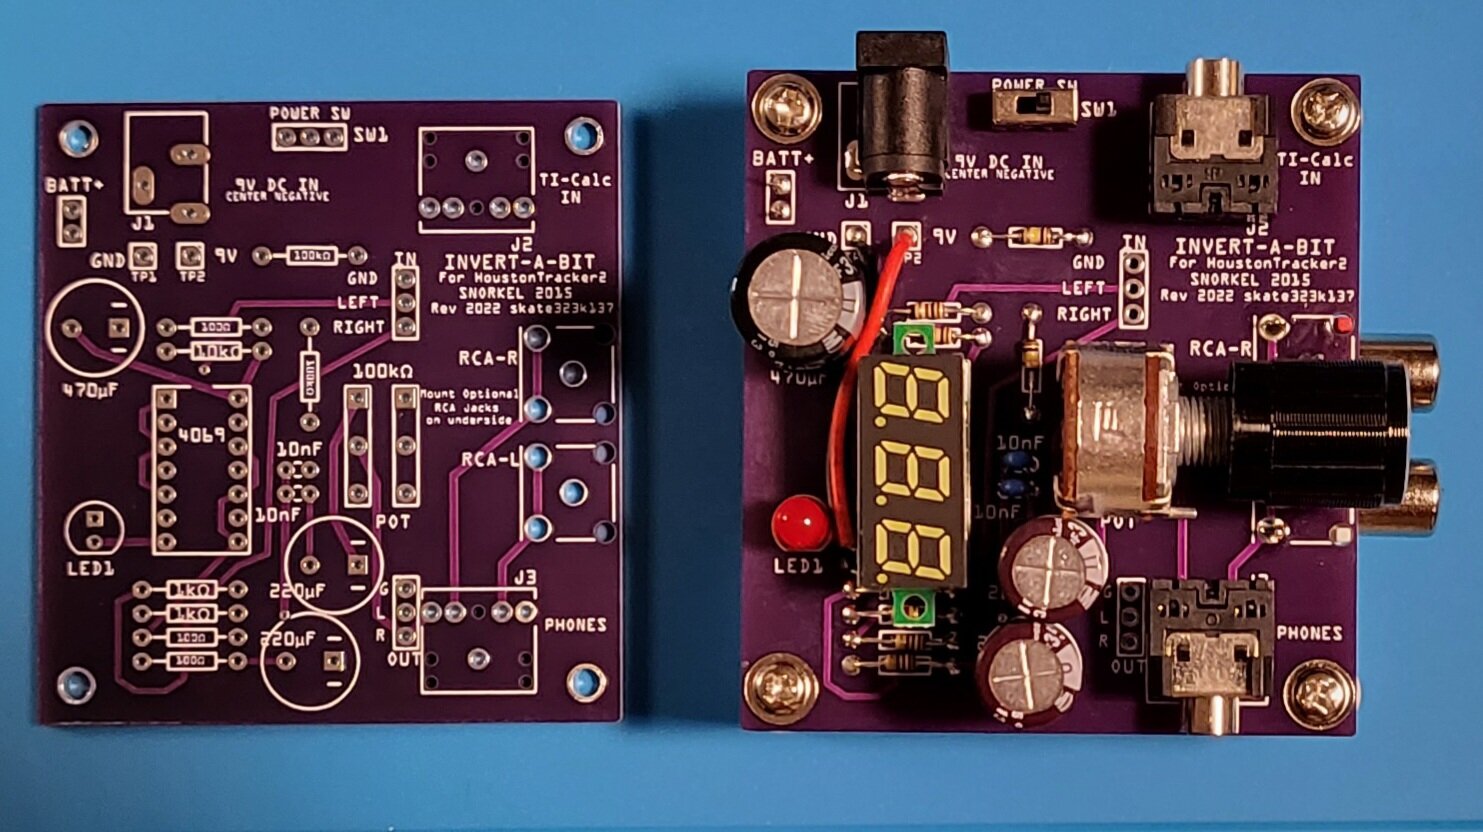 POWER SW
SW1
BATT+
J1
9V DC IN
CENTER NEGATIVE
TI-Calc
IN
J2
GND
TP1
TP2
9V
100kΩ
IN
GND
LEFT
RIGHT
INVERT-A-BIT
For HoustonTracker2
SNORKEL 2015
Rev 2022 skate323k137
100Ω
10kΩ
100kΩ
470µF
4069
10nF
10nF
100kΩ
Mount Optional
RCA Jacks
on underside
RCA-R
RCA-L
POT
LED1
1kΩ
1kΩ
100Ω
100Ω
220µF
220µF
G
L
R
OUT
J3
PHONES
POWER SW
SW1
BATT+
J1
9V DC IN
CENTER NEGATIVE
TI-Calc
IN
J2
9V
IN
GND
LEFT
RIGHT
INVERT-A-BIT
For HoustonTracker2
SNORKEL 2015
Rev 2022 skate323k137
RCA-R
470µF
10nF
10nF
POT
LED1
8.8.8.
G
L
R
OUT
PHONES